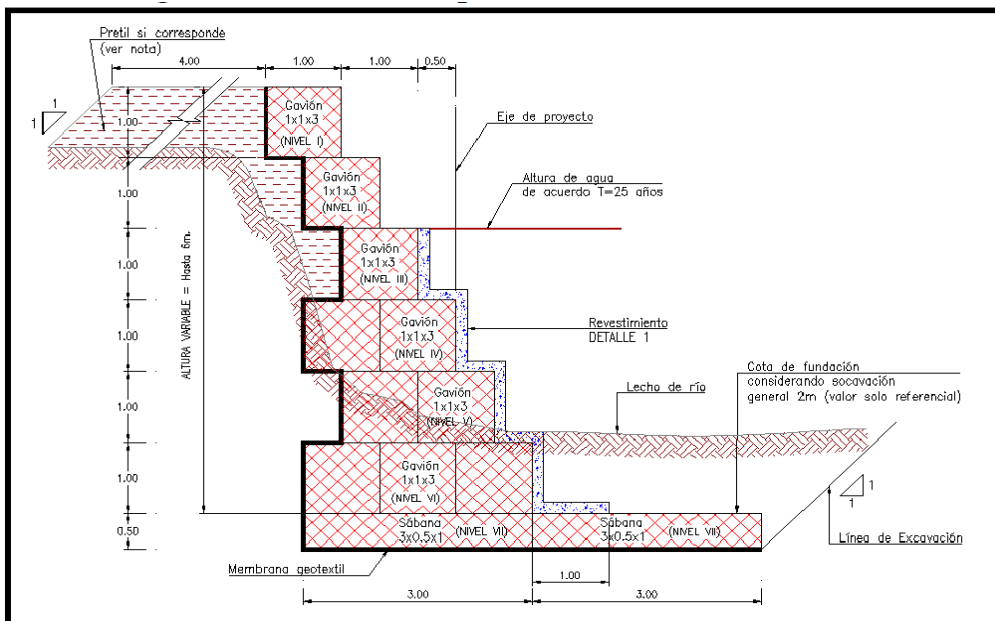 Pretil si corresponde
(ver nota)
4.00
1.00
1.00
0.50
1
1
1.00
Gavión
1x1x3
(NIVEL I)
Eje de proyecto
1.00
Gavión
1x1x3
(NIVEL II)
Altura de agua
de acuerdo T=25 años
1.00
Gavión
1x1x3
(NIVEL III)
ALTURA VARIABLE = Hasta 6m.
1.00
Gavión
1x1x3
(NIVEL IV)
Revestimiento
DETALLE 1
1.00
Gavión
1x1x3
(NIVEL V)
Lecho de río
Cota de fundación
considerando socavación
general 2m (valor solo referencial)
1.00
Gavión
1x1x3
(NIVEL VI)
1
1
0.50
Sábana
3x0.5x1
(NIVEL VII)
Sábana
3x0.5x1
(NIVEL VII)
Línea de Excavación
Membrana geotextil
1.00
3.00
3.00